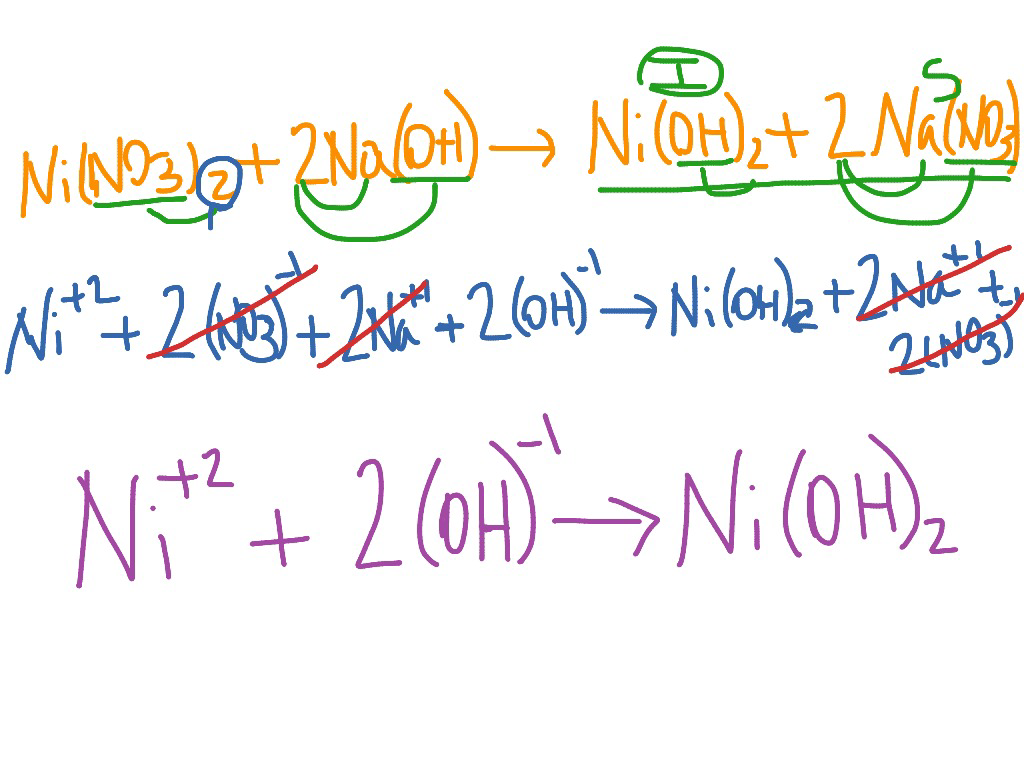 I S
Ni(NO3)2 + 2Na(OH) → Ni(OH)2 + 2Na(NO3)
Ni+2 + 2(NO3)-1 + 2Na+1 + 2(OH)-1 → Ni(OH)2 + 2Na+1 +
2(NO3)-1
Ni+2 + 2(OH)-1 → Ni(OH)2